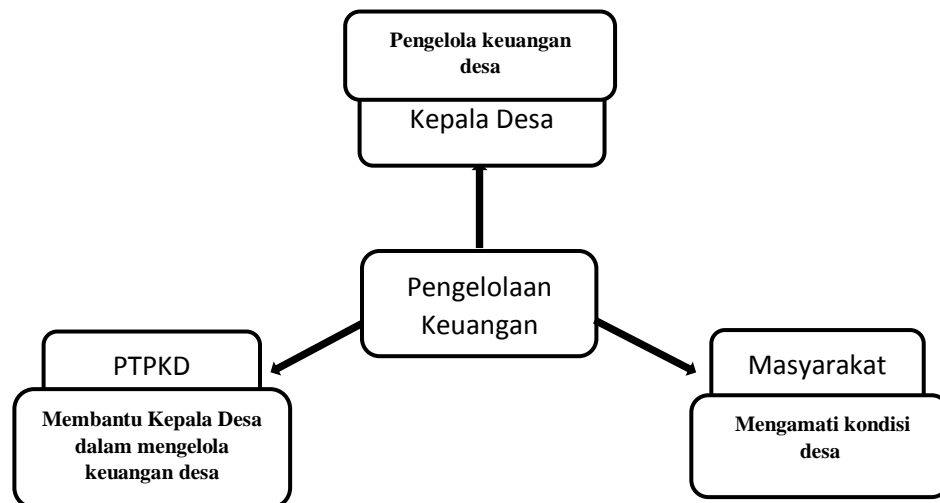 Pengelola keuangan
desa
Kepala Desa
Pengelolaan
Keuangan
PTPKD
Membantu Kepala Desa
dalam mengelola
keuangan desa
Masyarakat
Mengamati kondisi
desa